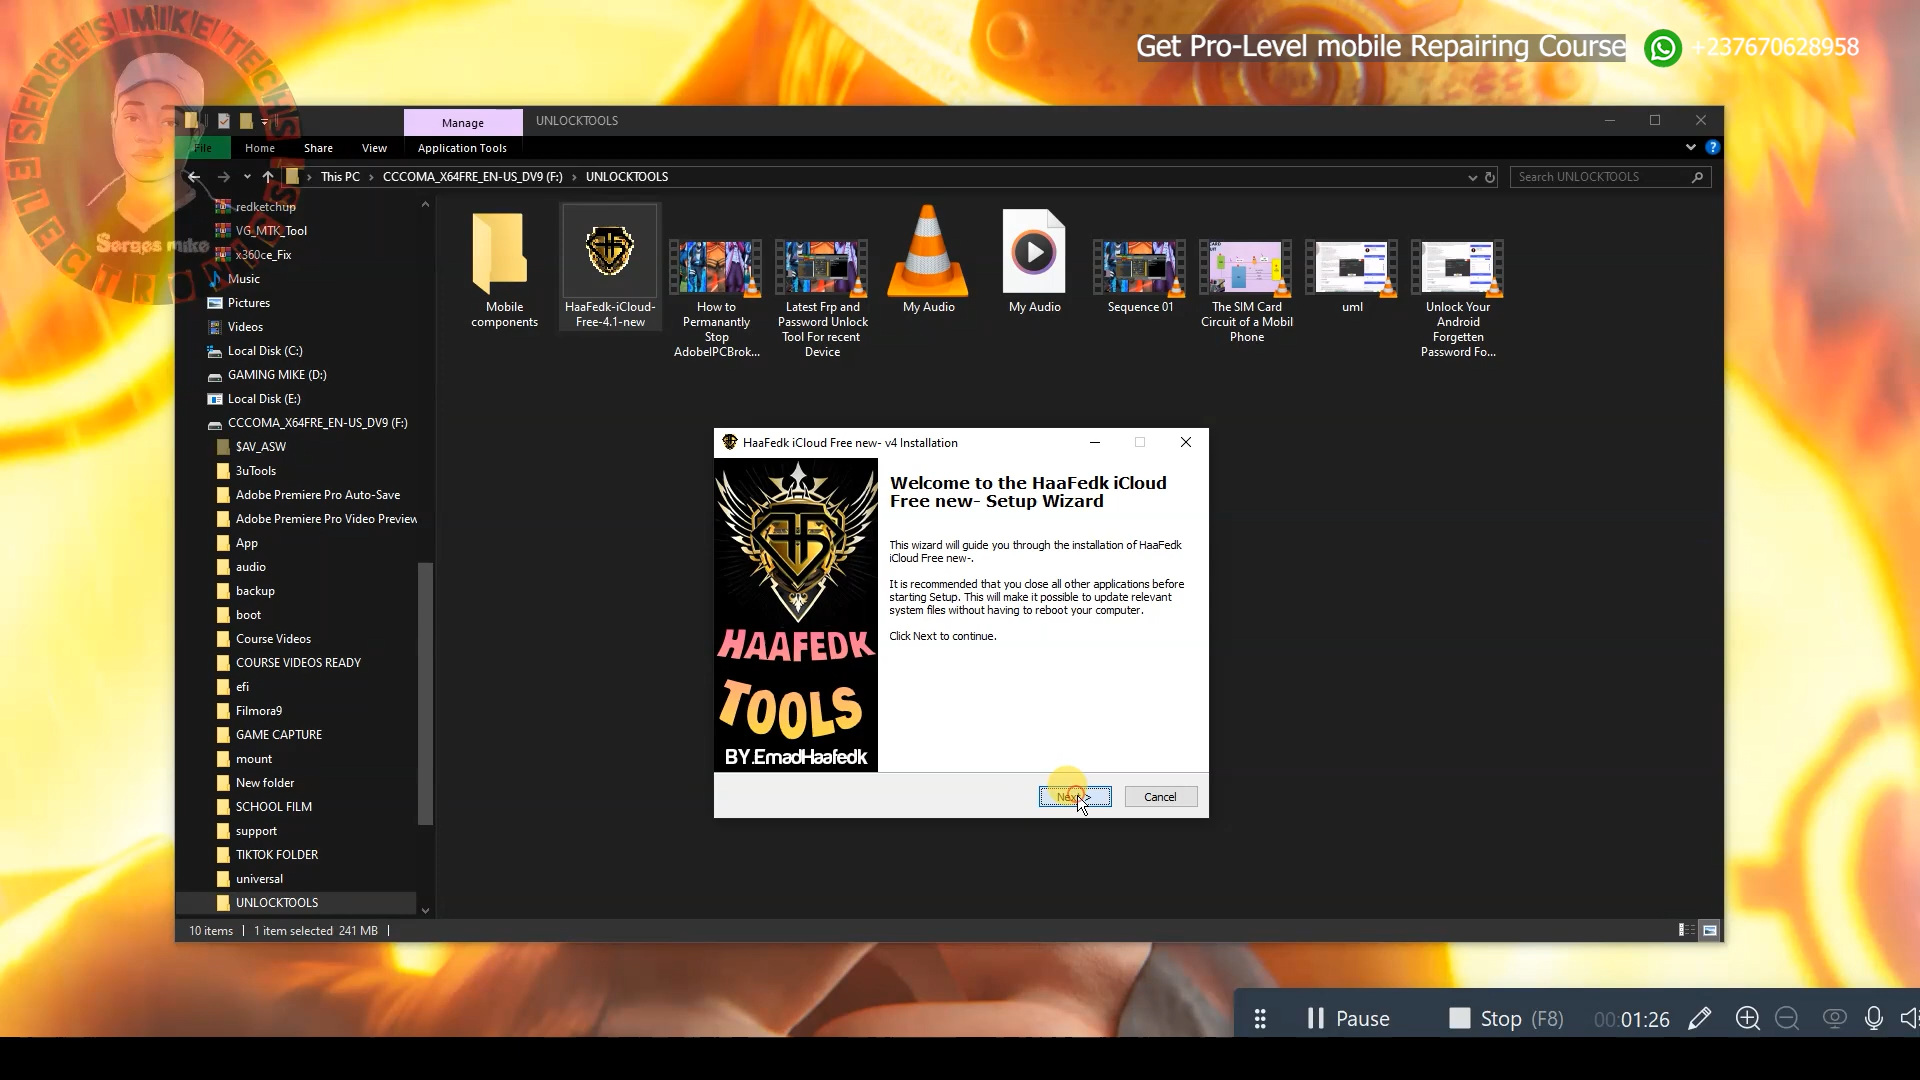 SERGE'S MIKE TECH
TELE
ELECTRONICS
Serges mike
Get Pro-Level mobile Repairing Course
+237670628958
Manage
UNLOCKTOOLS
File
Home
Share
View
Application Tools
This PC
CCCOMA_X64FRE_EN-US_DV9 (F:)
UNLOCKTOOLS
Search UNLOCKTOOLS
redketchup
VG_MTK_Tool
x360ce_Fix
Music
Pictures
Videos
Local Disk (C:)
GAMING MIKE (D:)
Local Disk (E:)
CCCOMA_X64FRE_EN-US_DV9 (F:)
$AV_ASW
3uTools
Adobe Premiere Pro Auto-Save
Adobe Premiere Pro Video Preview
App
audio
backup
boot
Course Videos
COURSE VIDEOS READY
efi
Filmora9
GAME CAPTURE
mount
New folder
SCHOOL FILM
support
TIKTOK FOLDER
universal
UNLOCKTOOLS
Mobile
components
HaaFedk-iCloud-
Free-4.1-new
How to
Permanantly
Stop
AdobeIPCBrok...
Latest Frp and
Password Unlock
Tool For recent
Device
My Audio
My Audio
Sequence 01
The SIM Card
Circuit of a Mobil
Phone
uml
Unlock Your
Android
Forgetten
Password Fo...
HaaFedk iCloud Free new- v4 Installation
Welcome to the HaaFedk iCloud
Free new- Setup Wizard
This wizard will guide you through the installation of HaaFedk
iCloud Free new-.
It is recommended that you close all other applications before
starting Setup. This will make it possible to update relevant
system files without having to reboot your computer.
Click Next to continue.
HAAFEDK
TOOLS
BY.EmadHaafedk
Next >
Cancel
10 items
1 item selected 241 MB
Pause
Stop (F8)
00:01:26